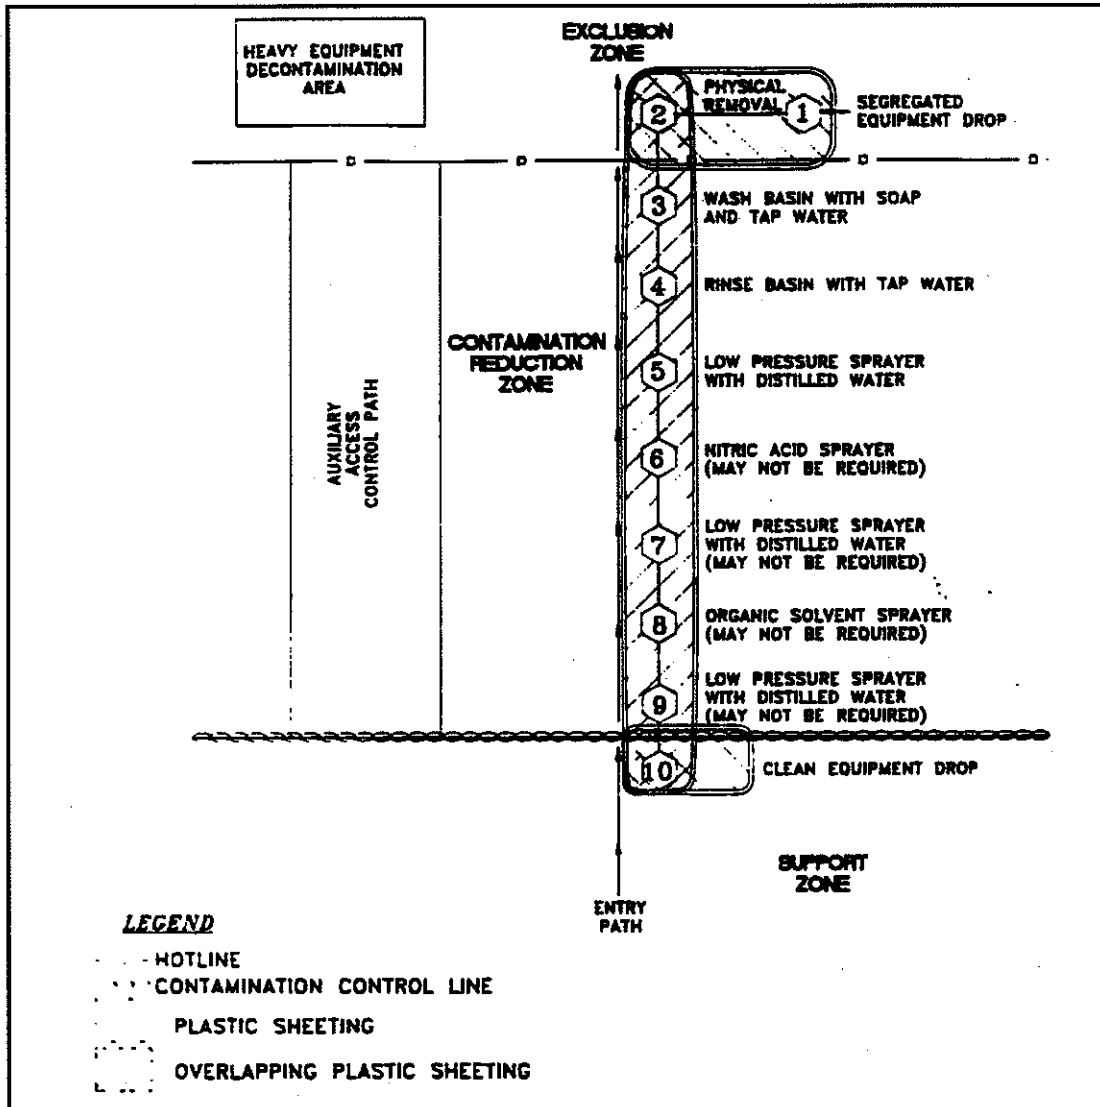 EXCLUSION
ZONE
HEAVY EQUIPMENT
DECONTAMINATION
AREA
PHYSICAL
REMOVAL
2
1
SEGREGATED
EQUIPMENT DROP
3
WASH BASIN WITH SOAP
AND TAP WATER
4
RINSE BASIN WITH TAP WATER
CONTAMINATION
REDUCTION
ZONE
5
LOW PRESSURE SPRAYER
WITH DISTILLED WATER
AUXILIARY
ACCESS
CONTROL PATH
6
NITRIC ACID SPRAYER
(MAY NOT BE REQUIRED)
7
LOW PRESSURE SPRAYER
WITH DISTILLED WATER
(MAY NOT BE REQUIRED)
8
ORGANIC SOLVENT SPRAYER
(MAY NOT BE REQUIRED)
9
LOW PRESSURE SPRAYER
WITH DISTILLED WATER
(MAY NOT BE REQUIRED)
10
CLEAN EQUIPMENT DROP
SUPPORT
ZONE
ENTRY
PATH
LEGEND
HOTLINE
CONTAMINATION CONTROL LINE
PLASTIC SHEETING
OVERLAPPING PLASTIC SHEETING